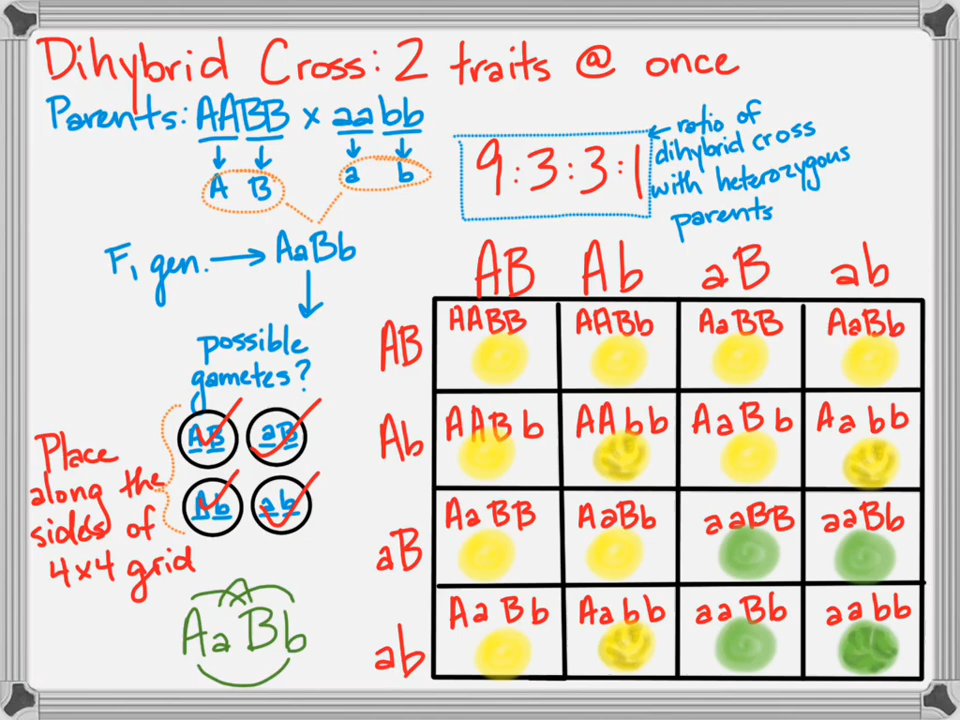 Dihybrid Cross: 2 traits @ once
Parents: AABB x aabb
A B a b
F1 gen. → AaBb
possible
gametes?
AB aB
Ab ab
Place
along the
sides of
4x4 grid
AaBb
9:3:3:1
ratio of
dihybrid cross
with heterozygous
parents
AB Ab aB ab
AB AABB AABb AaBB AaBb
Ab AABb AAbb AaBb Aabb
aB AaBB AaBb aaBB aaBb
ab AaBb Aabb aaBb aabb